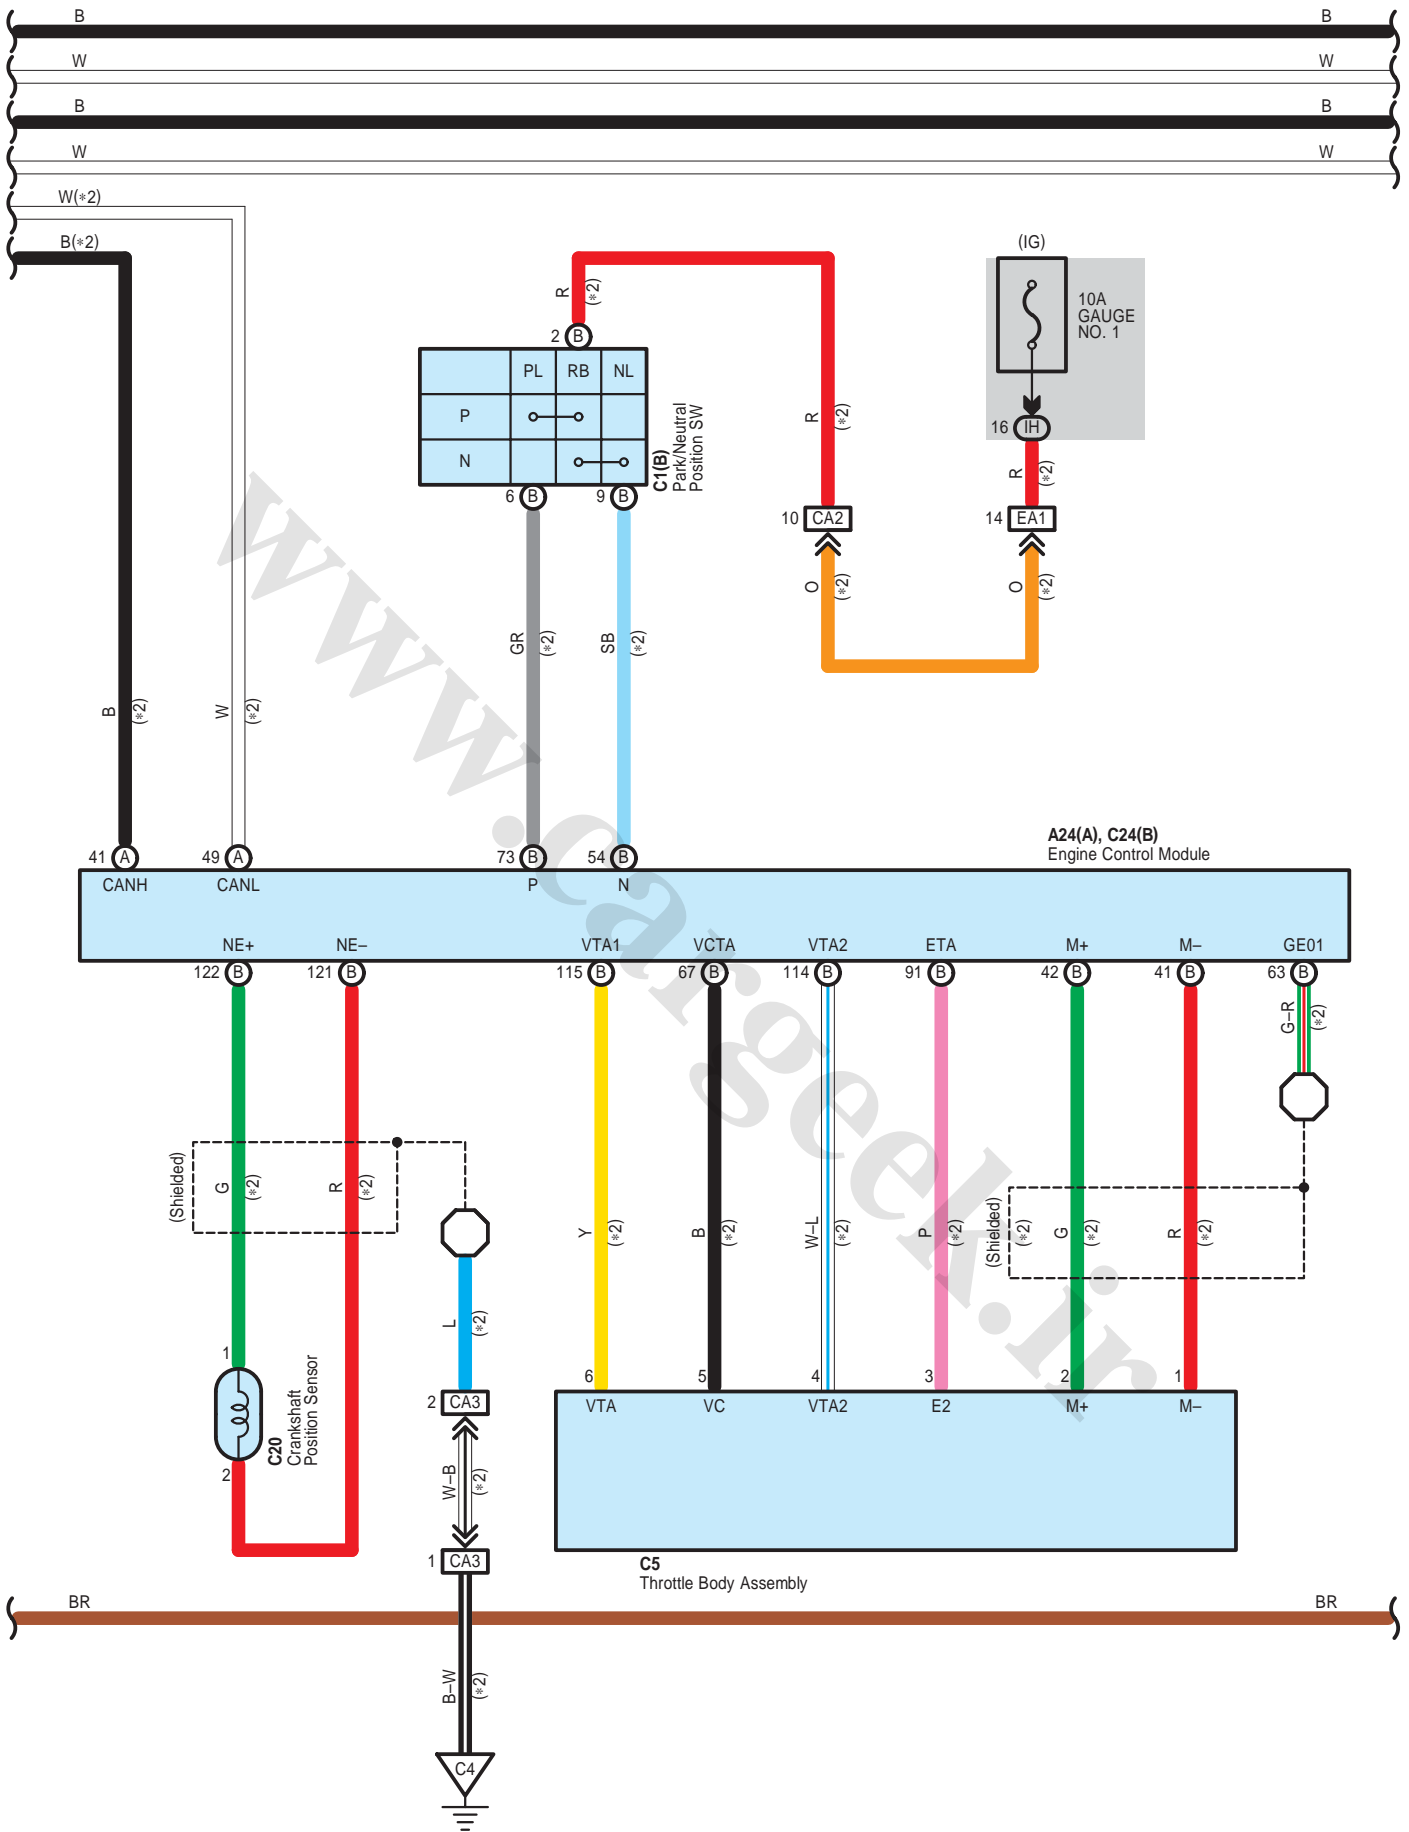 B B
W W
B B
W W
W(*2)
B(*2)
(IG)
10A
GAUGE
NO. 1
16 IH
R (*2)
2 B
PL RB NL
P
N
C1(B)
Park/Neutral
Position SW
6 B 9 B
R (*2)
R (*2)
10 CA2
14 EA1
O (*2)
O (*2)
GR (*2)
SB (*2)
B (*2)
W (*2)
A24(A), C24(B)
Engine Control Module
41 A 49 A 73 B 54 B
CANH CANL P N
NE+ NE– VTA1 VCTA VTA2 ETA M+ M– GE01
122 B 121 B 115 B 67 B 114 B 91 B 42 B 41 B 63 B
G–R (*2)
(Shielded)
G (*2)
R (*2)
Y (*2)
B (*2)
W–L (*2)
P (*2)
(Shielded) (*2)
G (*2)
R (*2)
L (*2)
1
C20
Crankshaft
Position Sensor
2
2 CA3
6 5 4 3 2 1
VTA VC VTA2 E2 M+ M–
W–B (*2)
1 CA3
C5
Throttle Body Assembly
BR BR
B–W (*2)
C4
www.cargeek.ir